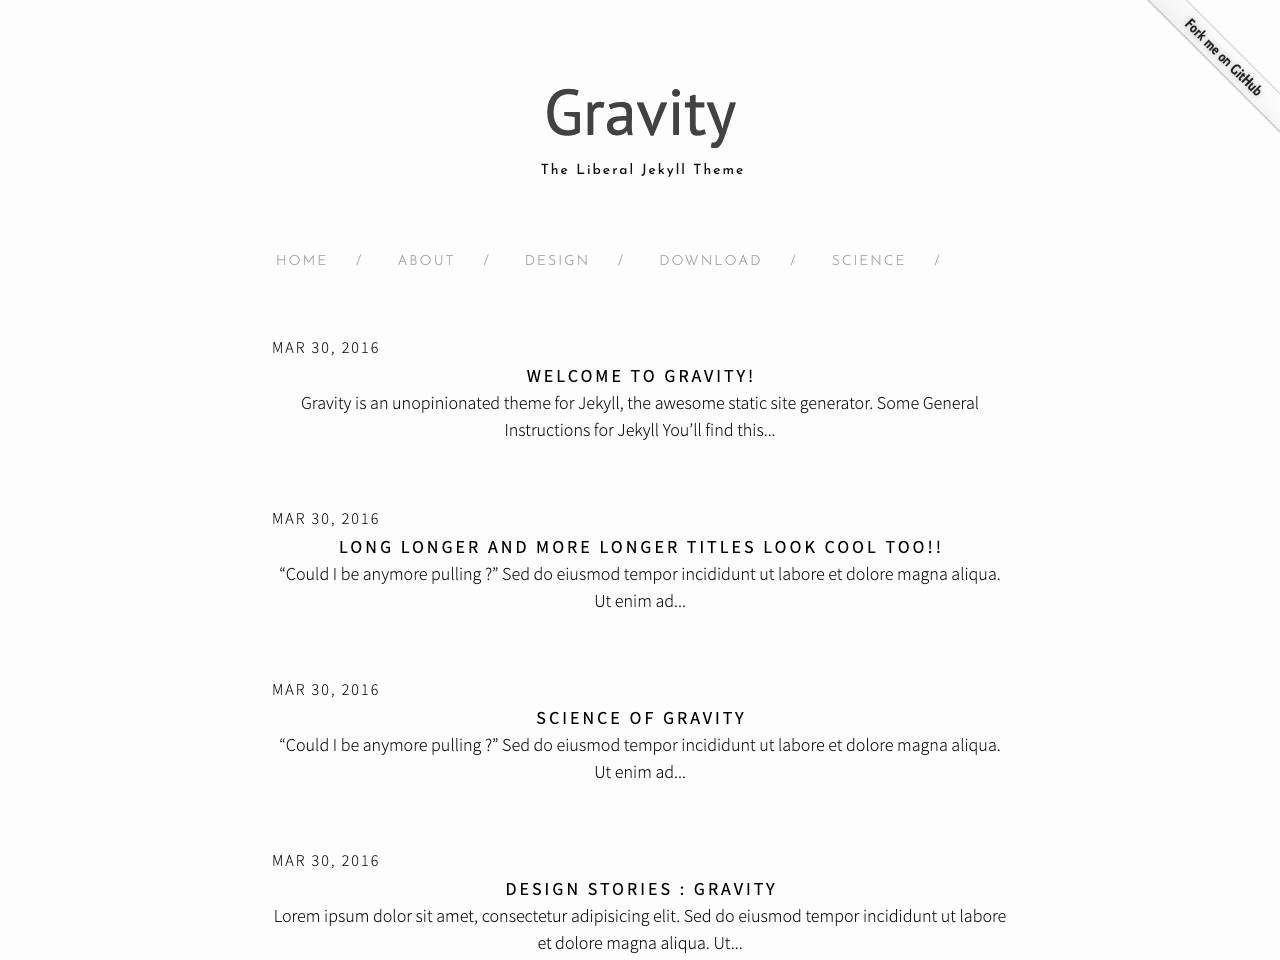 Fork me on GitHub
Gravity
The Liberal Jekyll Theme
HOME / ABOUT / DESIGN / DOWNLOAD / SCIENCE /
MAR 30, 2016
WELCOME TO GRAVITY!
Gravity is an unopinionated theme for Jekyll, the awesome static site generator. Some General
Instructions for Jekyll You’ll find this...
MAR 30, 2016
LONG LONGER AND MORE LONGER TITLES LOOK COOL TOO!!
“Could I be anymore pulling ?” Sed do eiusmod tempor incididunt ut labore et dolore magna aliqua.
Ut enim ad...
MAR 30, 2016
SCIENCE OF GRAVITY
“Could I be anymore pulling ?” Sed do eiusmod tempor incididunt ut labore et dolore magna aliqua.
Ut enim ad...
MAR 30, 2016
DESIGN STORIES : GRAVITY
Lorem ipsum dolor sit amet, consectetur adipisicing elit. Sed do eiusmod tempor incididunt ut labore
et dolore magna aliqua. Ut...